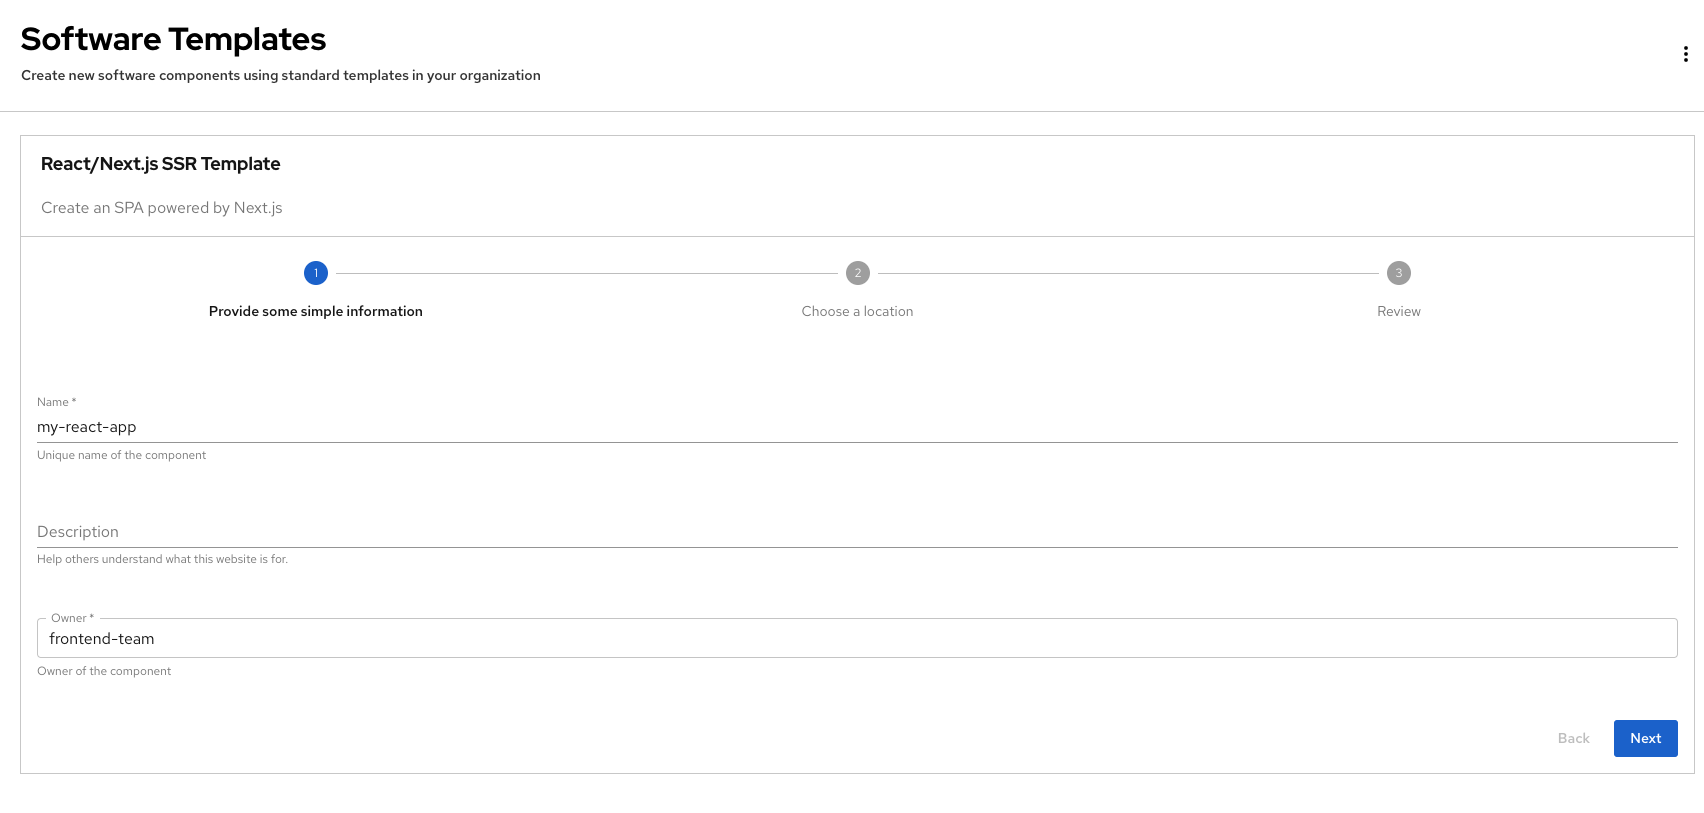 Software Templates
Create new software components using standard templates in your organization
React/Next.js SSR Template
Create an SPA powered by Next.js
1
2
3
Provide some simple information
Choose a location
Review
Name *
my-react-app
Unique name of the component
Description
Help others understand what this website is for.
Owner *
frontend-team
Owner of the component
Back
Next